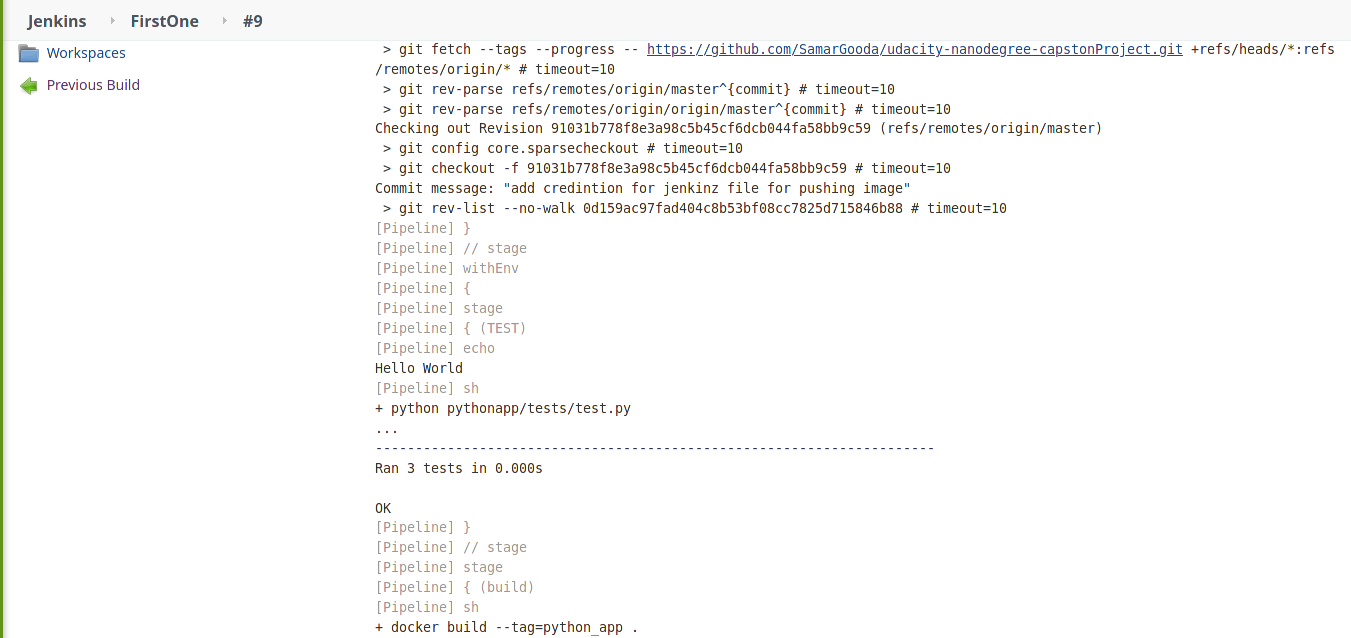 Jenkins FirstOne #9
Workspaces
Previous Build
> git fetch --tags --progress -- https://github.com/SamarGooda/udacity-nanodegree-capstonProject.git +refs/heads/*:refs
/remotes/origin/* # timeout=10
> git rev-parse refs/remotes/origin/master^{commit} # timeout=10
> git rev-parse refs/remotes/origin/origin/master^{commit} # timeout=10
Checking out Revision 91031b778f8e3a98c5b45cf6dcb044fa58bb9c59 (refs/remotes/origin/master)
> git config core.sparsecheckout # timeout=10
> git checkout -f 91031b778f8e3a98c5b45cf6dcb044fa58bb9c59 # timeout=10
Commit message: "add credintion for jenkinz file for pushing image"
> git rev-list --no-walk 0d159ac97fad404c8b53bf08cc7825d715846b88 # timeout=10
[Pipeline] }
[Pipeline] // stage
[Pipeline] withEnv
[Pipeline] {
[Pipeline] stage
[Pipeline] { (TEST)
[Pipeline] echo
Hello World
[Pipeline] sh
+ python pythonapp/tests/test.py
...
----------------------------------------------------------------------
Ran 3 tests in 0.000s
OK
[Pipeline] }
[Pipeline] // stage
[Pipeline] stage
[Pipeline] { (build)
[Pipeline] sh
+ docker build --tag=python_app .